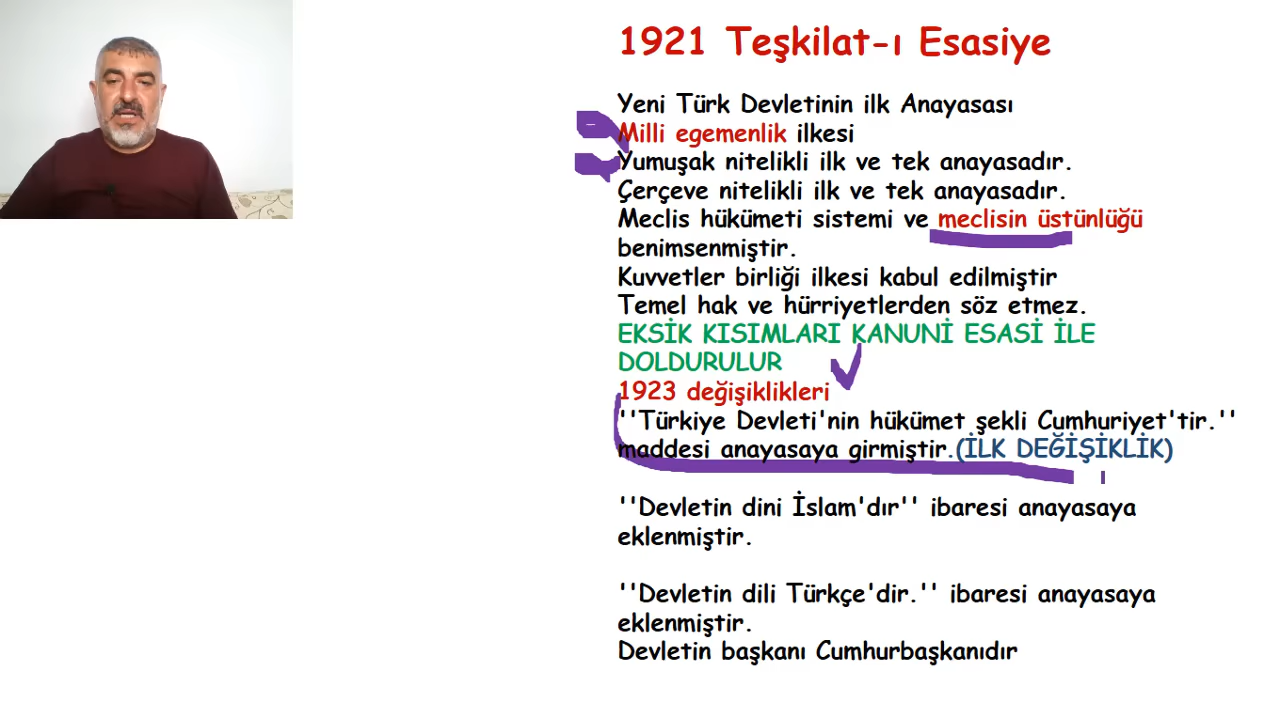 1921 Teşkilat-ı Esasiye
Yeni Türk Devletinin ilk Anayasası
Milli egemenlik ilkesi
Yumuşak nitelikli ilk ve tek anayasadır.
Çerçeve nitelikli ilk ve tek anayasadır.
Meclis hükümeti sistemi ve meclisin üstünlüğü
benimsenmiştir.
Kuvvetler birliği ilkesi kabul edilmiştir
Temel hak ve hürriyetlerden söz etmez.
EKSİK KISIMLARI KANUNİ ESASİ İLE
DOLDURULUR
1923 değişiklikleri
''Türkiye Devleti'nin hükümet şekli Cumhuriyet'tir.''
maddesi anayasaya girmiştir.(İLK DEĞİŞİKLİK)
''Devletin dini İslam'dır'' ibaresi anayasaya
eklenmiştir.
''Devletin dili Türkçe'dir.'' ibaresi anayasaya
eklenmiştir.
Devletin başkanı Cumhurbaşkanıdır